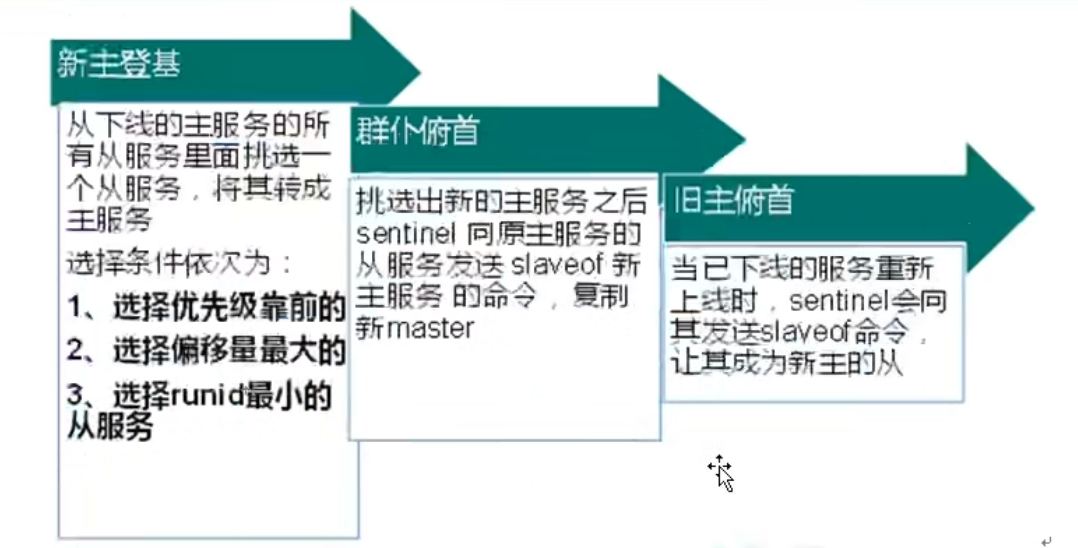 新主登基
从下线的主服务的所
有从服务里面挑选一
个从服务，将其转成
主服务
选择条件依次为：
1、选择优先级靠前的
2、选择偏移量最大的
3、选择runid最小的
从服务
群仆俯首
挑选出新的主服务之后
sentinel 向原主服务的
从服务发送 slaveof 新
主服务 的命令，复制
新master
旧主俯首
当已下线的服务重新
上线时，sentinel会向
其发送slaveof命令，
让其成为新主的从